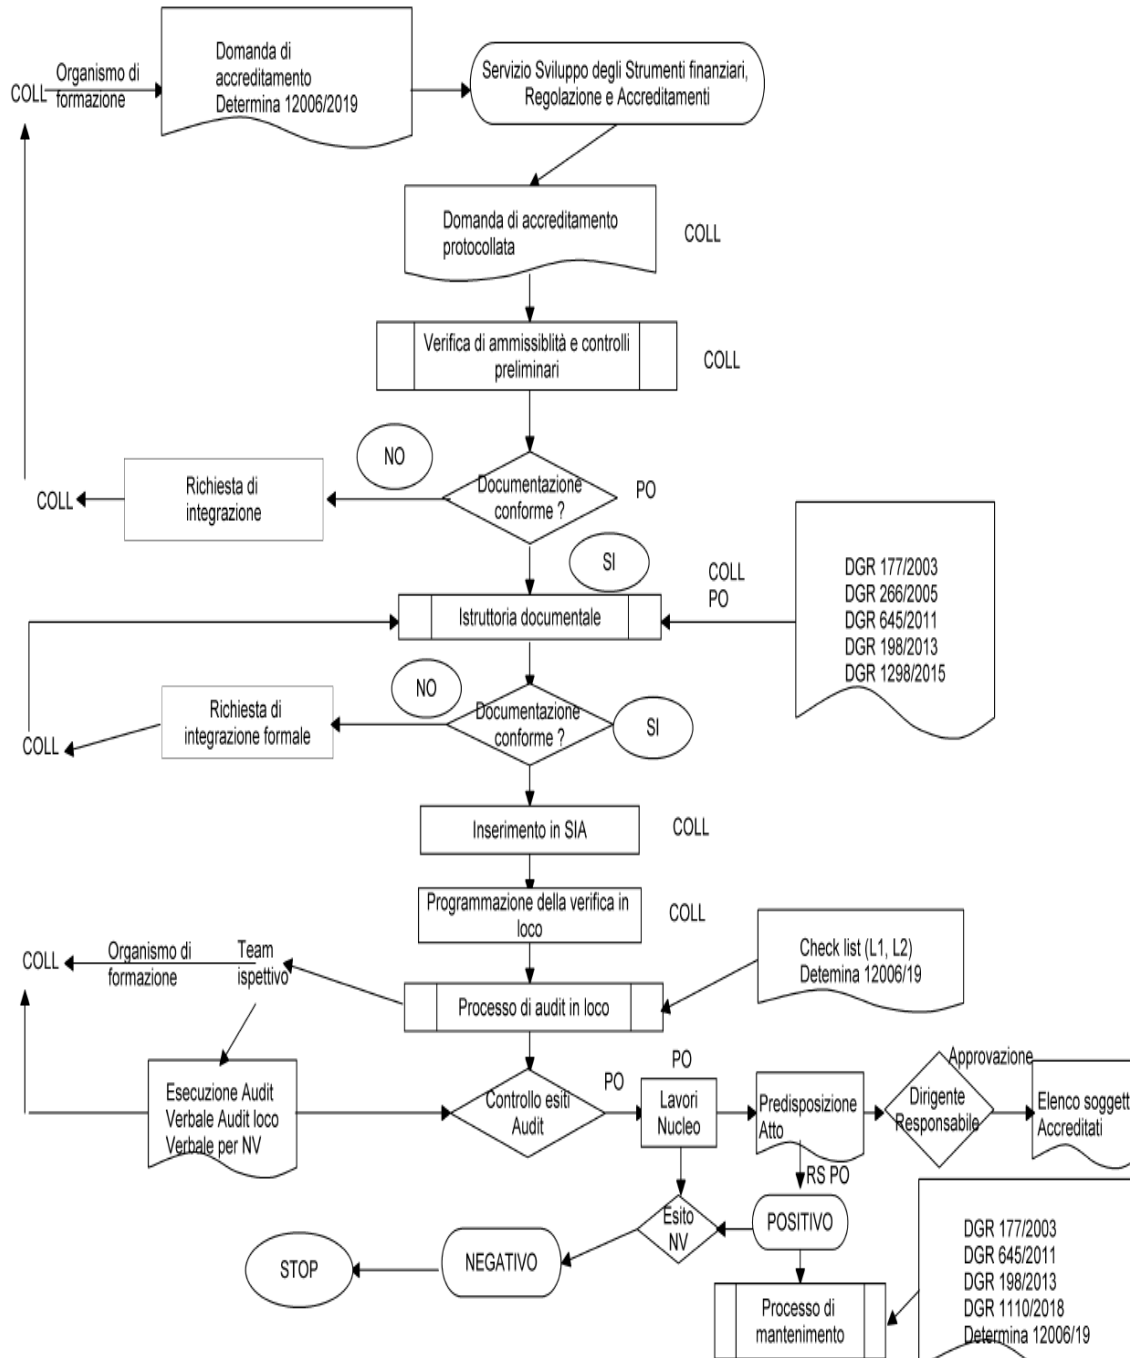 Domanda di
accreditamento
Determina 12006/2019
Organismo di
formazione
COLL
Servizio Sviluppo degli Strumenti finanziari,
Regolazione e Accreditamenti
Domanda di accreditamento
protocollata
COLL
Verifica di ammissiblità e controlli
preliminari
COLL
NO
Documentazione
conforme ?
PO
Richiesta di
integrazione
COLL
SI
COLL
PO
DGR 177/2003
DGR 266/2005
DGR 645/2011
DGR 198/2013
DGR 1298/2015
Istruttoria documentale
NO
Documentazione
conforme ?
SI
Richiesta di
integrazione formale
COLL
Inserimento in SIA
COLL
Programmazione della verifica in
loco
COLL
Check list (L1, L2)
Detemina 12006/19
COLL
Organismo di
formazione
Team
ispettivo
Processo di audit in loco
Esecuzione Audit
Verbale Audit loco
Verbale per NV
Controllo esiti
Audit
PO
PO
Lavori
Nucleo
Predisposizione
Atto
Dirigente
Responsabile
Approvazione
Elenco soggetti
Accreditati
RS PO
Esito
NV
POSITIVO
NEGATIVO
STOP
Processo di
mantenimento
DGR 177/2003
DGR 645/2011
DGR 198/2013
DGR 1110/2018
Determina 12006/19